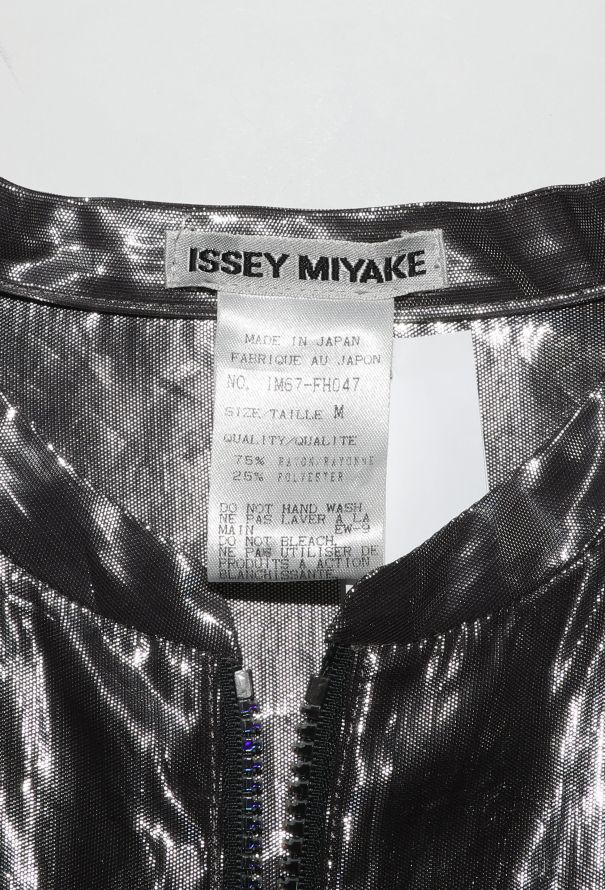 ISSEY MIYAKE
MADE IN JAPAN
FABRIQUE AU JAPON
NO. IM67-FH047
SIZE/TAILLE M
QUALITY/QUALITE
75% RAYON/RAYONNE
25% POLYESTER
DO NOT HAND WASH
NE PAS LAVER A LA
MAIN EW-9
DO NOT BLEACH.
NE PAS UTILISER DE
PRODUITS A ACTION
BLANCHISSANTE